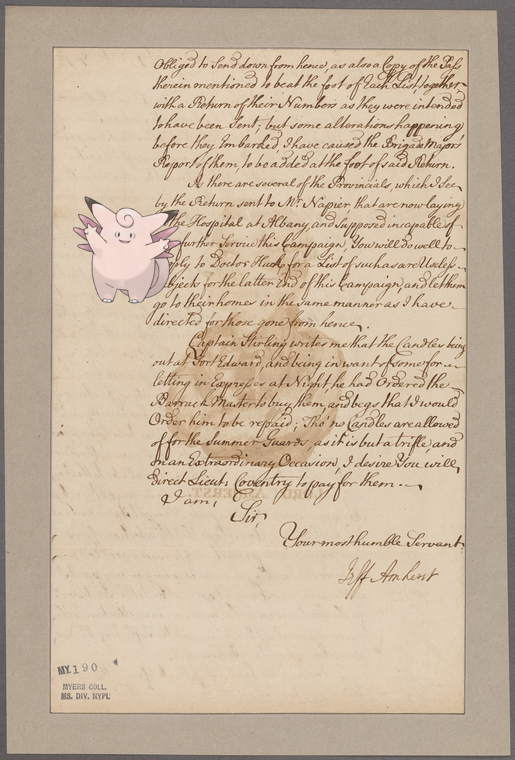 Obliged to Send down from hence, as also a Copy of the Pass
therein mentioned to beat the foot of Each List, together
with a Return of their Numbers as they were intended
to have been Sent; but some alterations happening
before they Embarked, I have caused the Brigade Majors
Report of them, to be added at the foot of said Return.
As there are several of the Provincials, which I See
by the Return sent to Mr. Napier that are now laying
the Hospital at Albany, and supposed incapable of
further Service this Campaign, You will do well to
ply to Doctor Huck for a List of such as are Useless
bjects for the latter End of this Campaign, and let them
go to their homes in the same manner as I have
directed for those gone from hence.
Captain Stirling writes me that the Candles being
out at Fort Edward, and being in want of some for
letting in Expresses at Night he had Ordered the
Barrack Master to buy them, and begs that I would
Order him to be repaid; Tho' no Candles are allowed
of for the Summer Guards, as it is but a trifle, and
on an Extraordinary Occasion, I desire You will
Direct Lieut: Coventry to pay for them.
I am,
Sir,
Your most humble Servant,
Jeff Amherst
MY. 190
MYERS COLL.
MS. DIV. NYPL